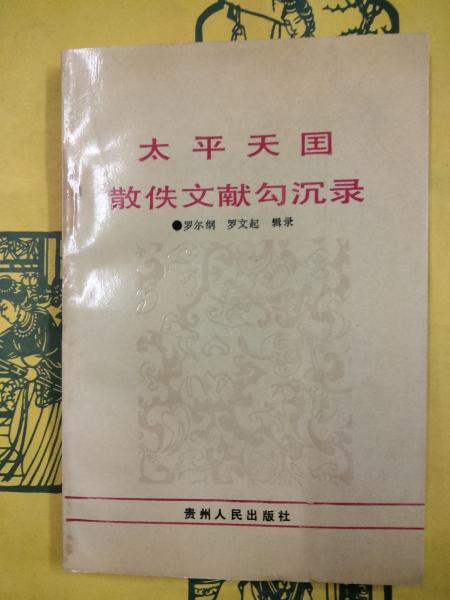 太平天囯
散佚文献勾沉录
●罗尔纲 罗文起 辑录
贵州人民出版社